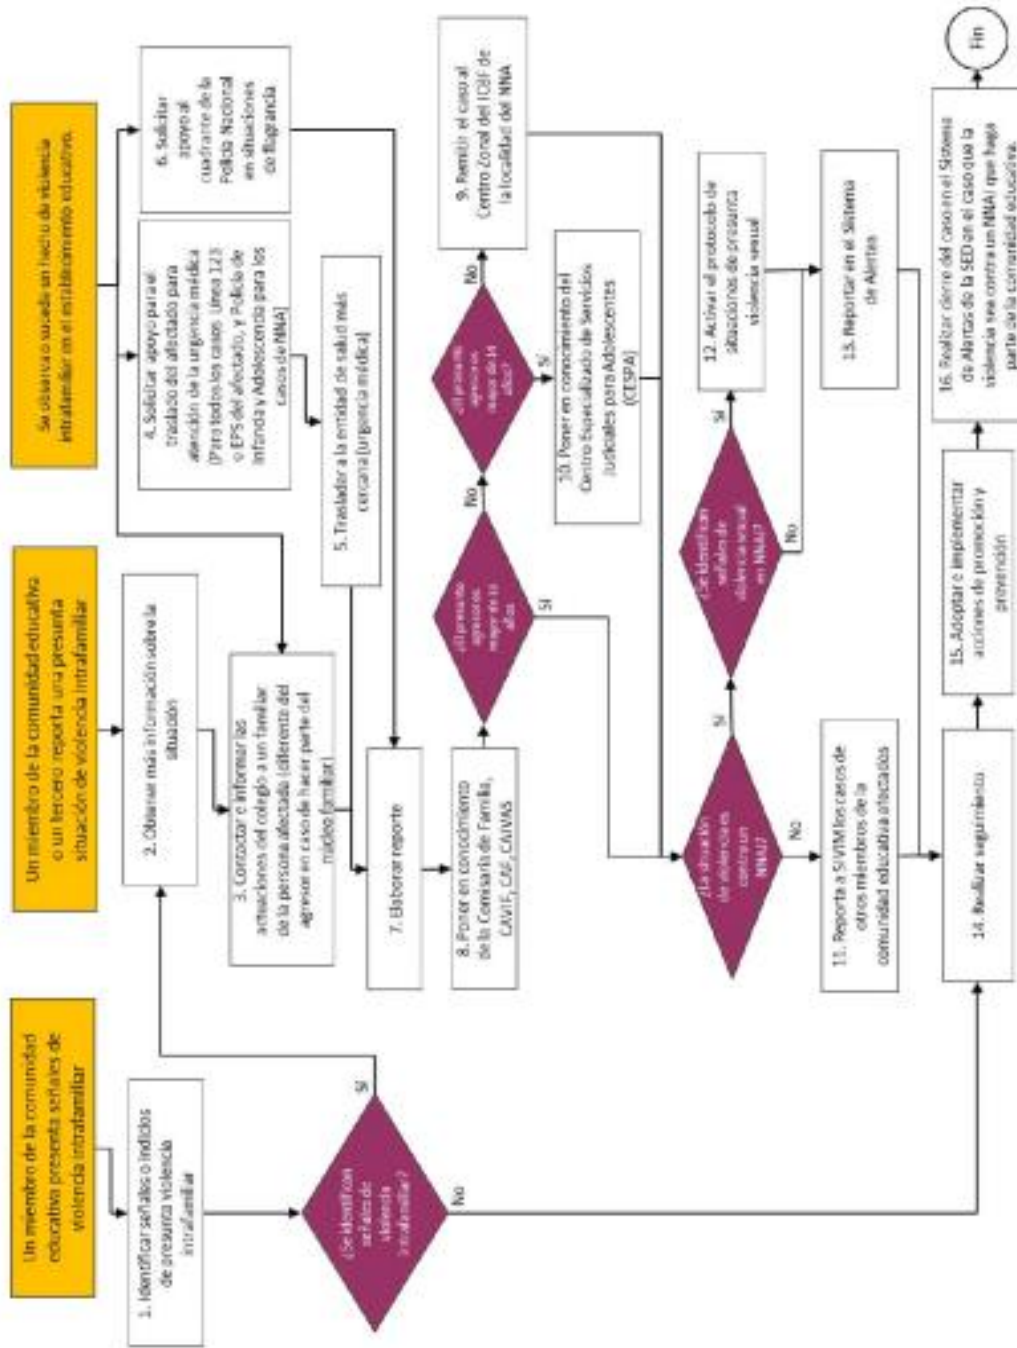 Un miembro de la comunidad
educativa presenta señales de
violencia intrafamiliar
Un miembro de la comunidad educativa
o un tercero reporta una presunta
situación de violencia intrafamiliar
Se observa o sucede un hecho de violencia
intrafamiliar en el establecimiento educativo.
1. Identificar señales o indicios
de presunta violencia
intrafamiliar
¿Se identifican
señales de
violencia
intrafamiliar?
Sí
No
2. Obtener más información sobre la
situación
3. Contactar e informar las
actuaciones del colegio a un familiar
de la persona afectada (diferente del
agresor en caso de hacer parte del
núcleo familiar)
4. Solicitar apoyo para el
traslado del afectado para
atención de la urgencia médica
(Para todos los casos Línea 123
o EPS del afectado, y Policía de
Infancia y Adolescencia para los
casos de NNA)
5. Traslador a la entidad de salud más
cercana (urgencia médica)
6. Solicitar
apoyo al
cuadrante de la
Policía Nacional
en situaciones
de flagrancia
7. Elaborar reporte
8. Poner en conocimiento
de la Comisaría de Familia,
CAVIF, CAF, CAIVAS
¿El presunto
agresor es
mayor de 18
años
No
Sí
¿El presunto
agresor es
mayor de 14
años?
No
Sí
9. Remitir el caso al
Centro Zonal del ICBF de
la localidad del NNA
10. Poner en conocimiento del
Centro Especializado de Servicios
Judiciales para Adolescentes
(CESPA)
¿La situación
de violencia es
contra un
NNAJ?
Sí
No
¿Se identifican
señales de
violencia sexual
en NNAJ?
Sí
No
11. Reporta a SIVIM los casos de
otros miembros de la
comunidad educativa afectados
12. Activar el protocolo de
situaciones de presunta
violencia sexual
13. Reportar en el Sistema
de Alertas
14. Realizar seguimiento
15. Adoptar e implementar
acciones de promoción y
prevención
16. Realizar cierre del caso en el Sistema
de Alertas de la SED en el caso que la
violencia sea contra un NNAJ que haga
parte de la comunidad educativa.
Fin